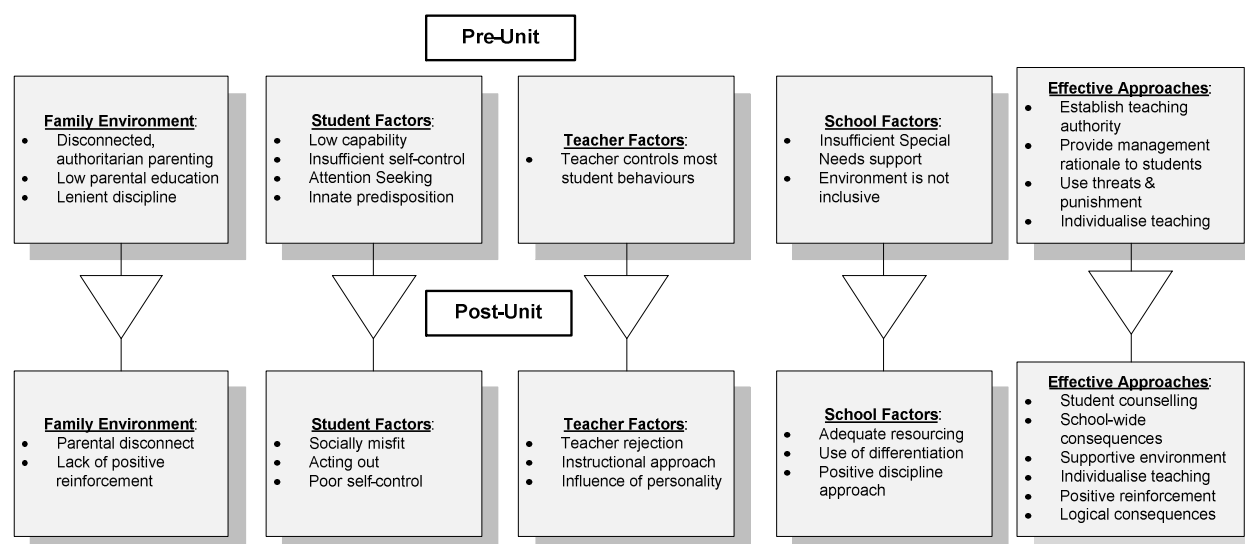 Pre-Unit
Family Environment:
• Disconnected,
authoritarian parenting
• Low parental education
• Lenient discipline
Student Factors:
• Low capability
• Insufficient self-control
• Attention Seeking
• Innate predisposition
Teacher Factors:
• Teacher controls most
student behaviours
School Factors:
• Insufficient Special
Needs support
• Environment is not
inclusive
Effective Approaches:
• Establish teaching
authority
• Provide management
rationale to students
• Use threats &
punishment
• Individualise teaching
Post-Unit
Family Environment:
• Parental disconnect
• Lack of positive
reinforcement
Student Factors:
• Socially misfit
• Acting out
• Poor self-control
Teacher Factors:
• Teacher rejection
• Instructional approach
• Influence of personality
School Factors:
• Adequate resourcing
• Use of differentiation
• Positive discipline
approach
Effective Approaches:
• Student counselling
• School-wide
consequences
• Supportive environment
• Individualise teaching
• Positive reinforcement
• Logical consequences